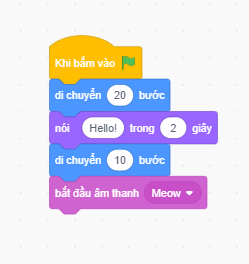 Khi bấm vào
di chuyển 20 bước
nói Hello! trong 2 giây
di chuyển 10 bước
bắt đầu âm thanh Meow